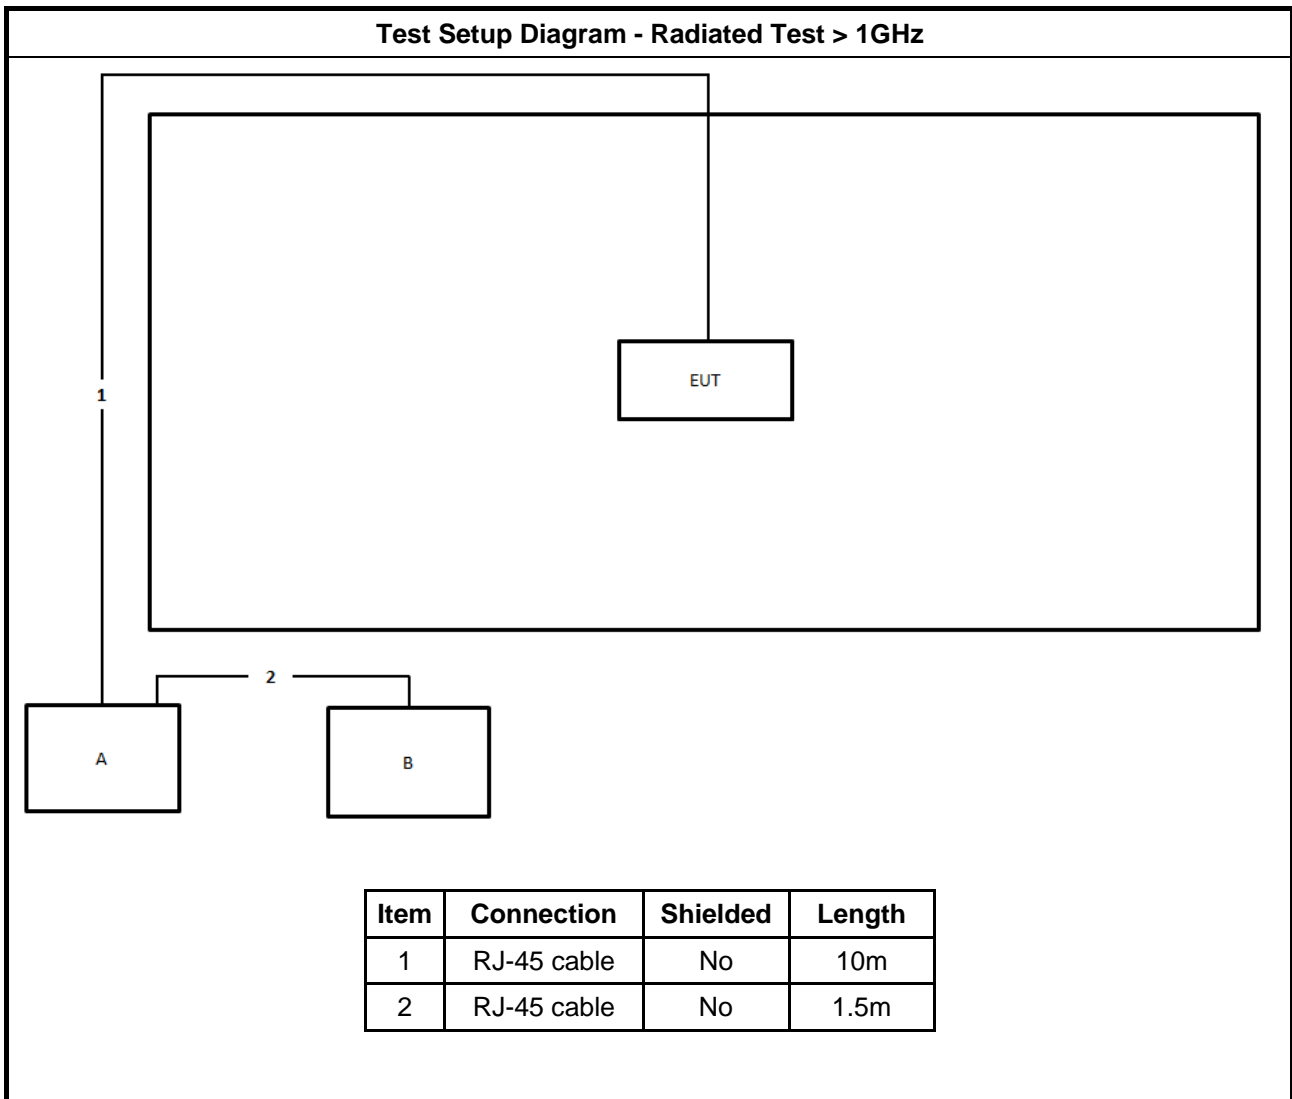 Test Setup Diagram - Radiated Test > 1GHz
EUT
1
2
A
B
Item Connection Shielded Length
1 RJ-45 cable No 10m
2 RJ-45 cable No 1.5m